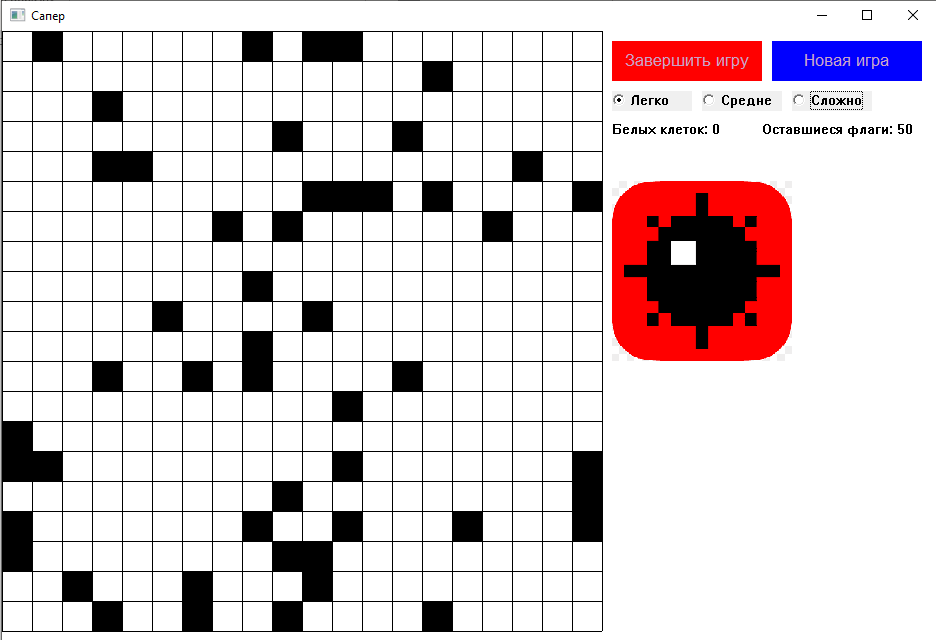 Сапер
Завершить игру
Новая игра
Легко
Средне
Сложно
Белых клеток: 0
Оставшиеся флаги: 50